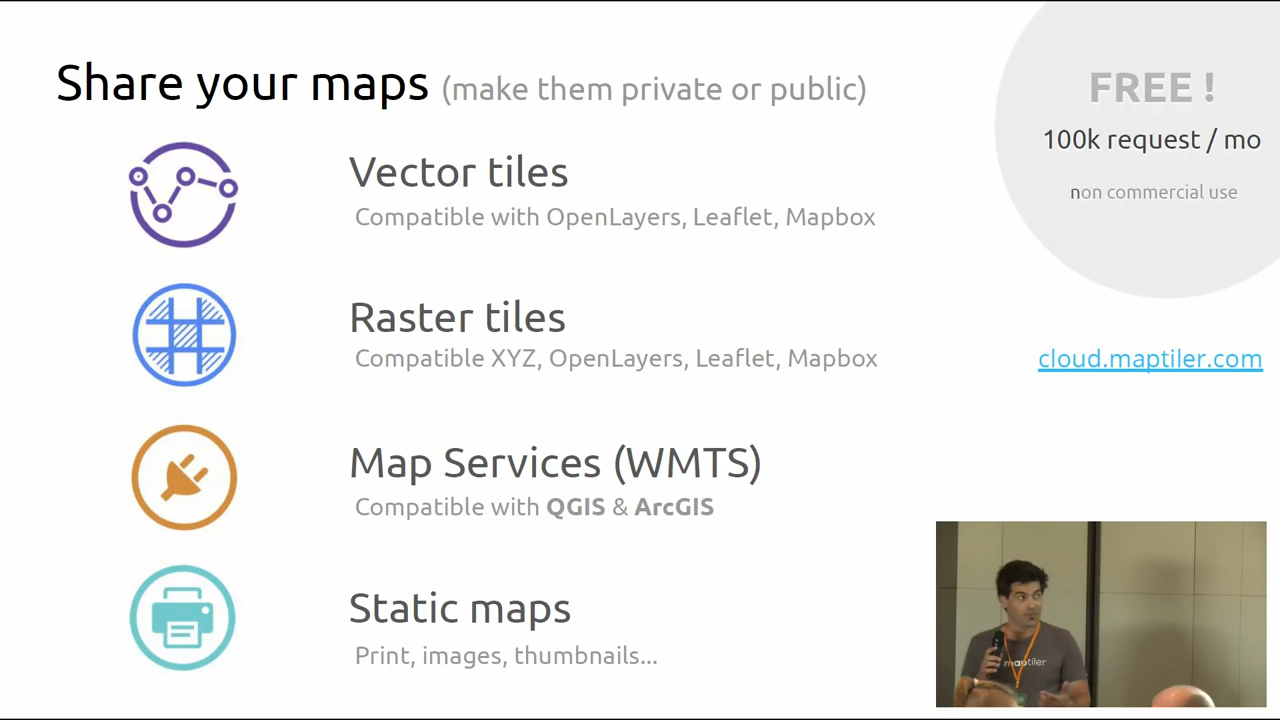 Share your maps (make them private or public)
FREE !
100k request / mo
non commercial use
Vector tiles
Compatible with OpenLayers, Leaflet, Mapbox
Raster tiles
Compatible XYZ, OpenLayers, Leaflet, Mapbox
cloud.maptiler.com
Map Services (WMTS)
Compatible with QGIS & ArcGIS
Static maps
Print, images, thumbnails...
maptiler